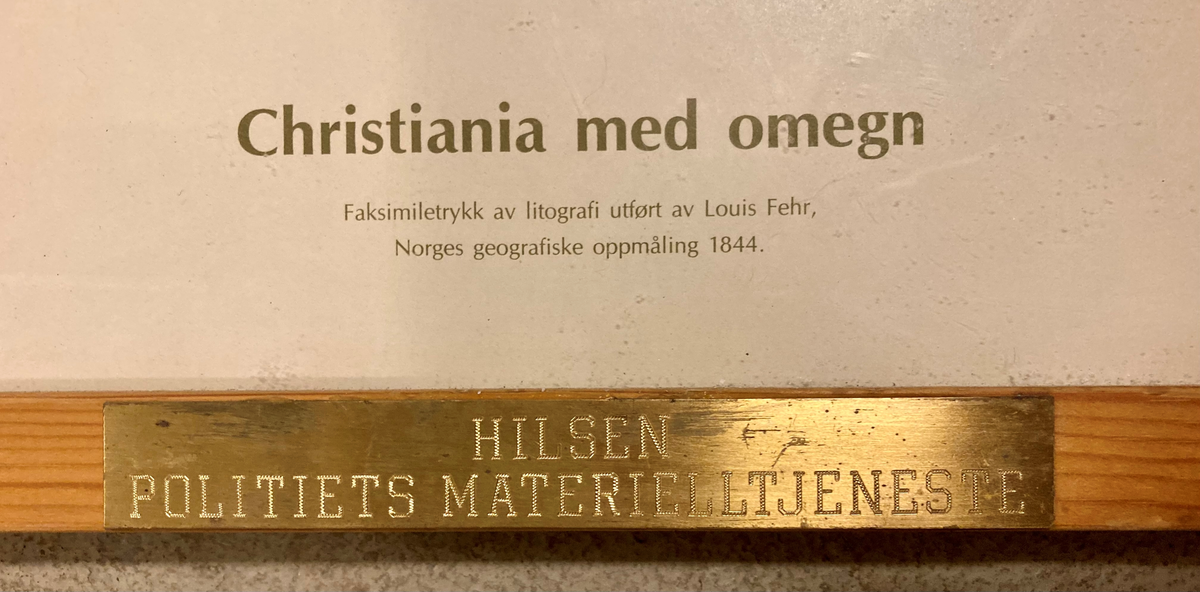 Christiania med omegn
Faksimiletrykk av litografi utført av Louis Fehr,
Norges geografiske oppmåling 1844.
HILSEN
POLITIETS MATERIELLTJENESTE